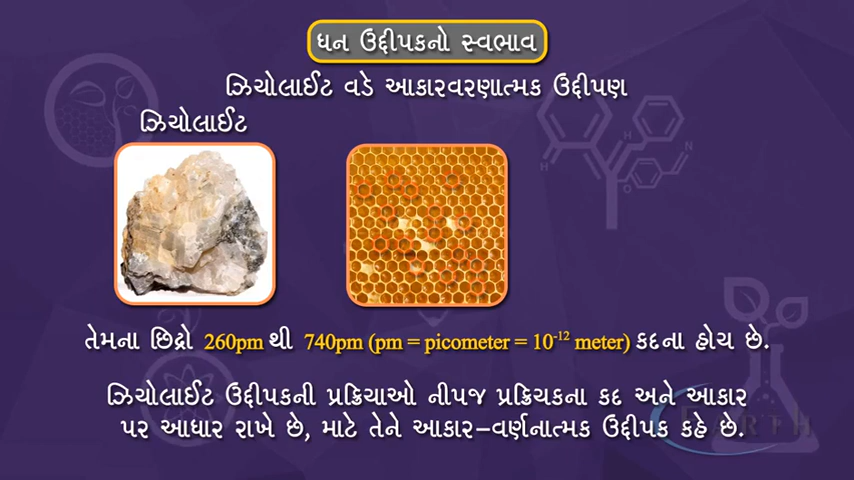 ધન ઉદ્દીપકનો સ્વભાવ
ઝિયોલાઈટ વડે આકારવરણાત્મક ઉદ્દીપણ
ઝિયોલાઈટ
તેમના છિદ્રો 260pm થી 740pm (pm = picometer = 10⁻¹² meter) કદના હોય છે.
ઝિયોલાઈટ ઉદ્દીપકની પ્રક્રિયાઓ નીપજ પ્રક્રિયકના કદ અને આકાર
પર આધાર રાખે છે, માટે તેને આકાર–વર્ણનાત્મક ઉદ્દીપક કહે છે.